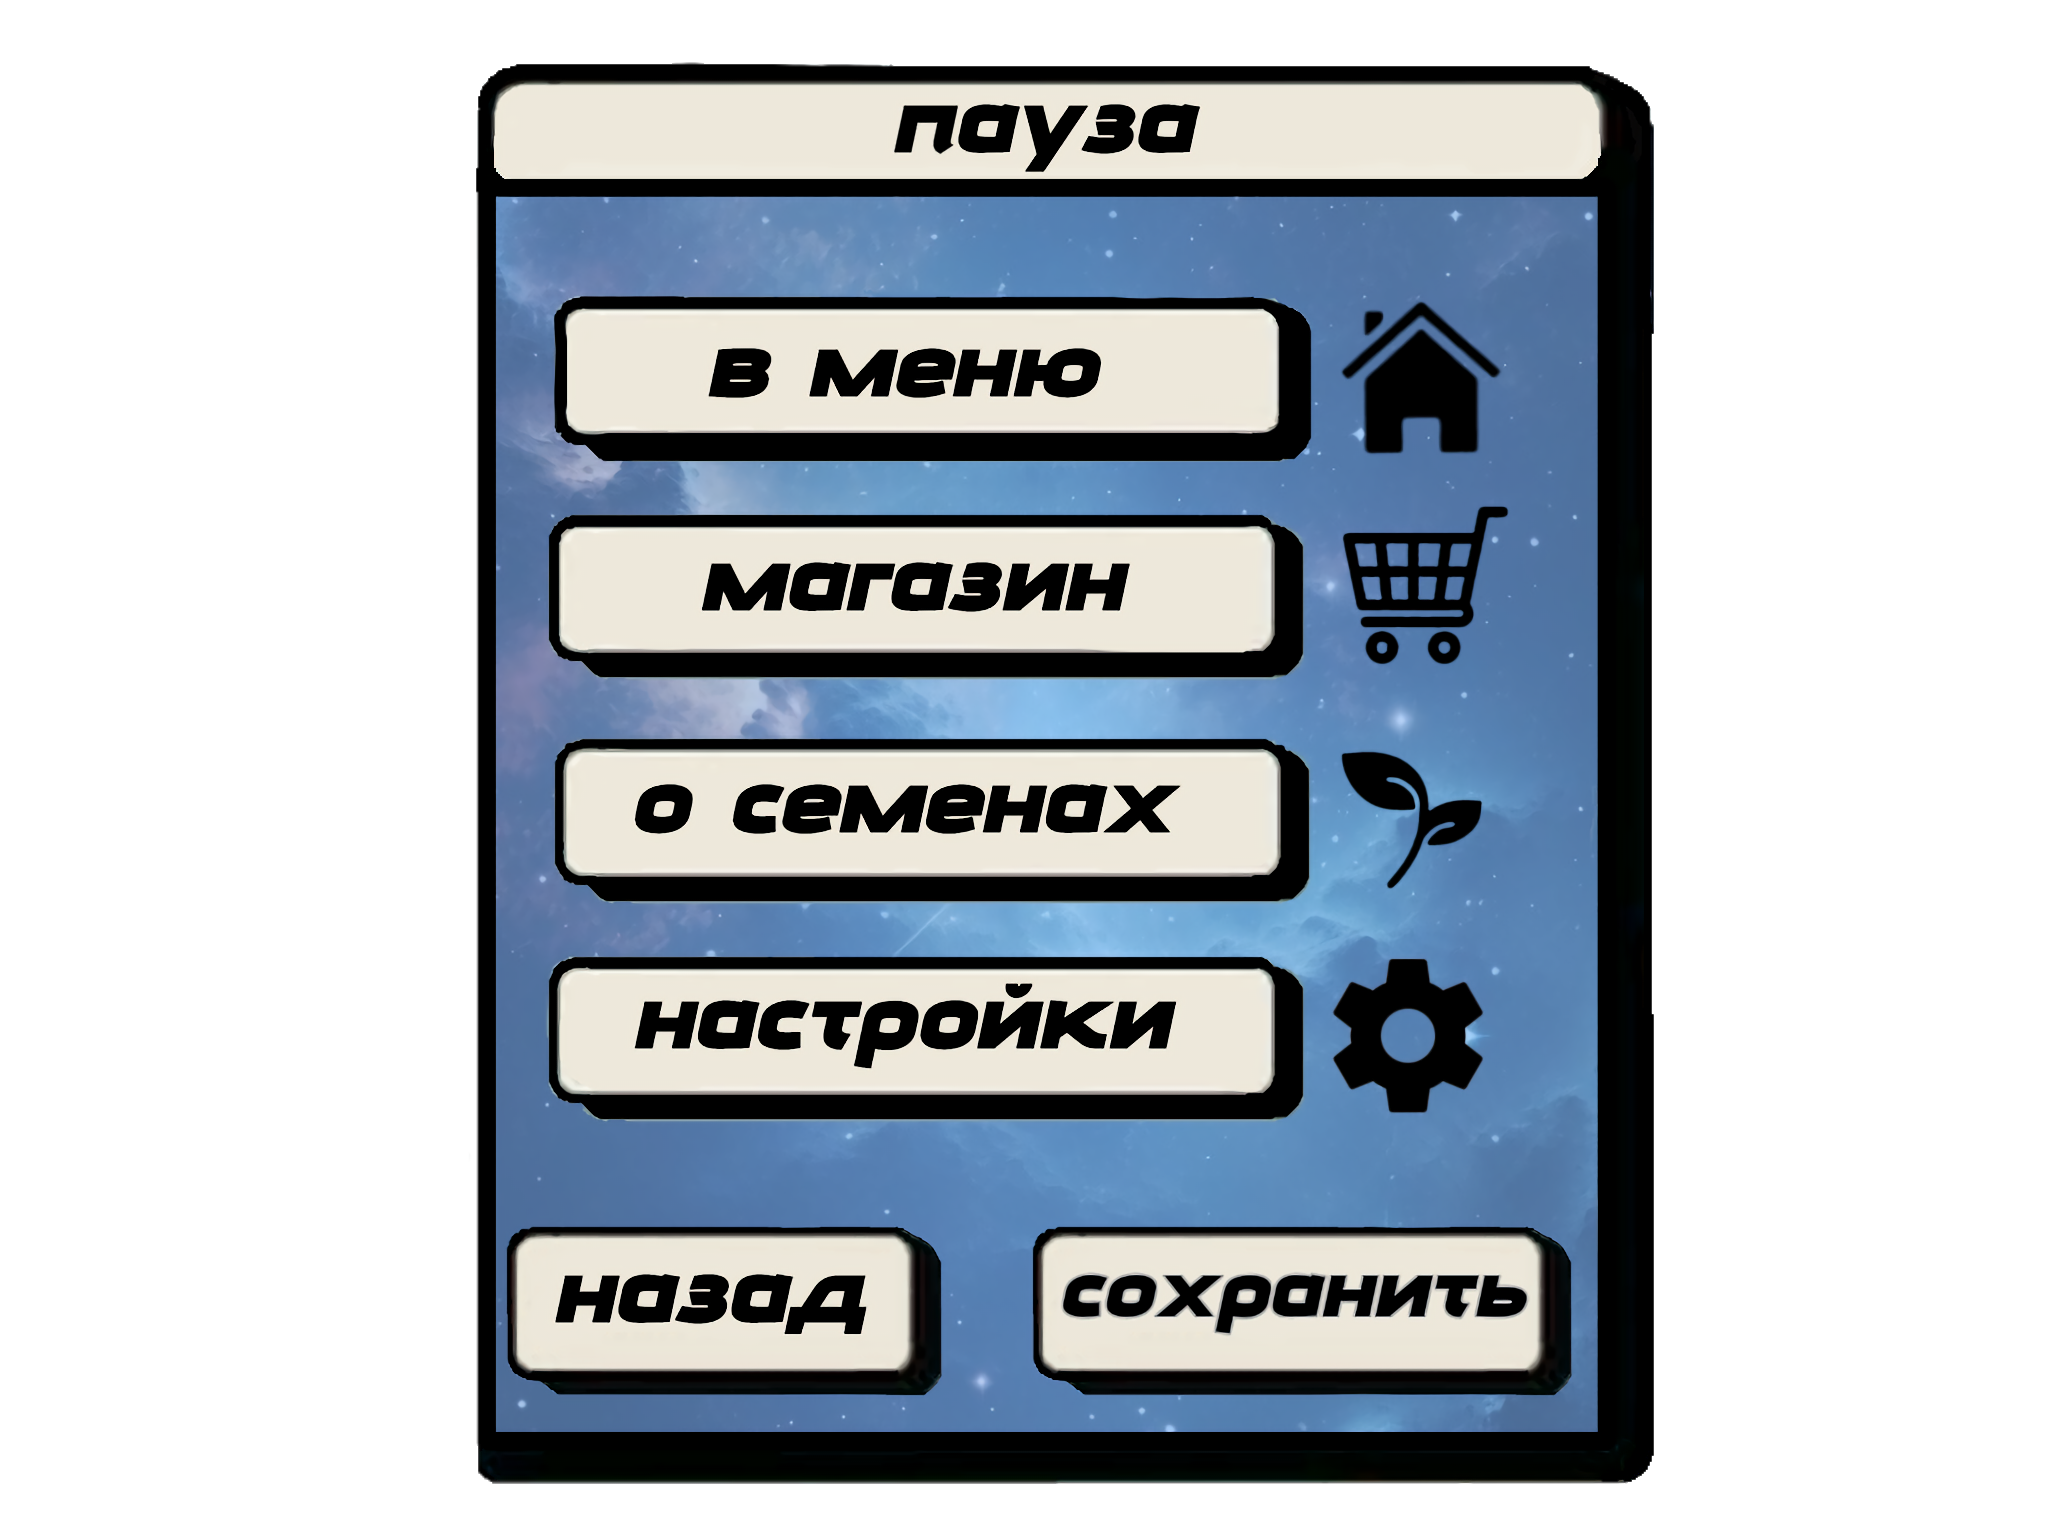 пауза
в меню
магазин
о семенах
настройки
назад
сохранить